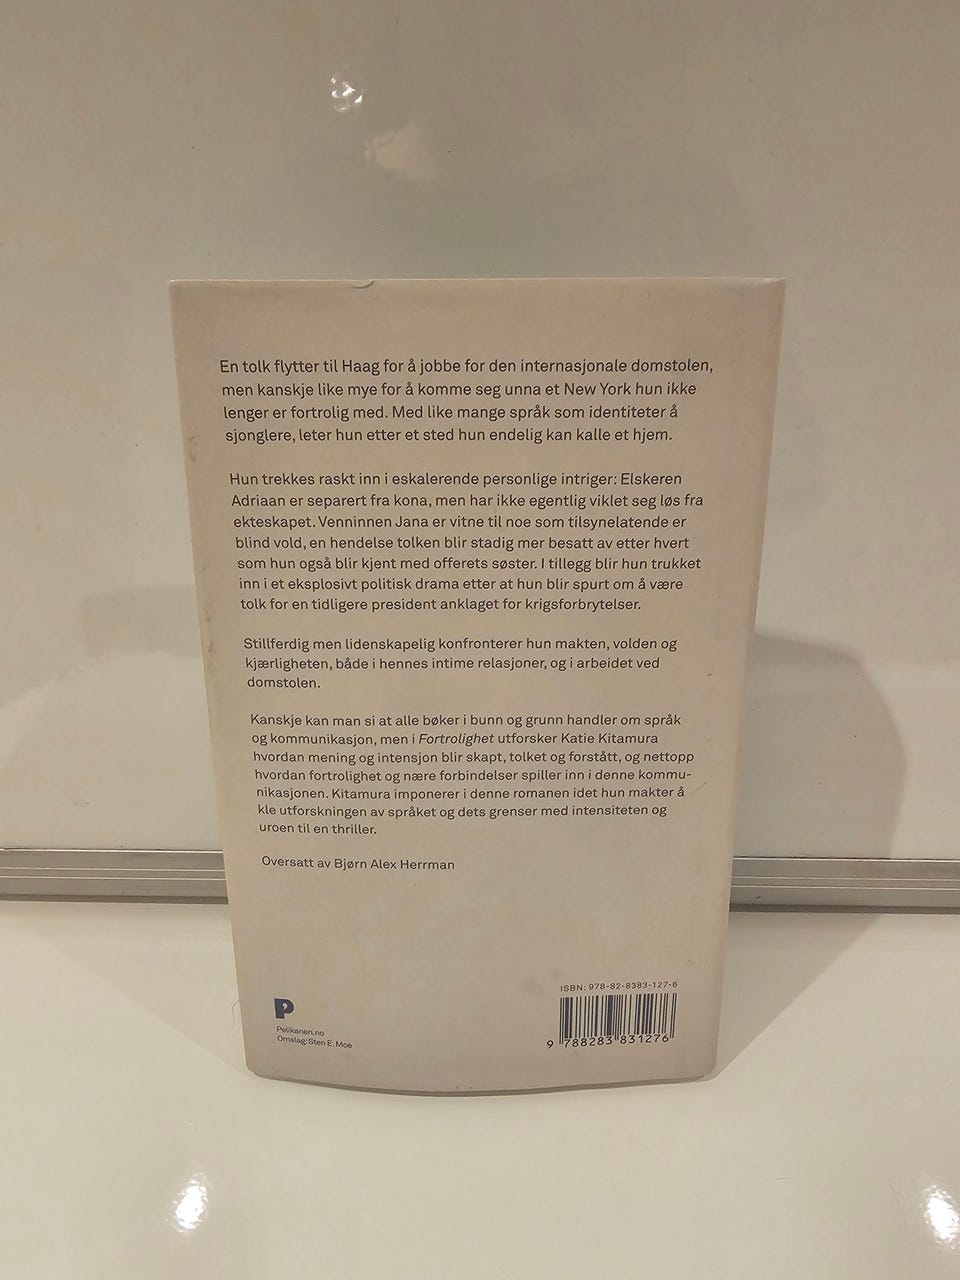 En tolk flytter til Haag for å jobbe for den internasjonale domstolen,
men kanskje like mye for å komme seg unna et New York hun ikke
lenger er fortrolig med. Med like mange språk som identiteter å
sjonglere, leter hun etter et sted hun endelig kan kalle et hjem.
Hun trekkes raskt inn i eskalerende personlige intriger: Elskeren
Adriaan er separert fra kona, men har ikke egentlig viklet seg løs fra
ekteskapet. Venninnen Jana er vitne til noe som tilsynelatende er
blind vold, en hendelse tolken blir stadig mer besatt av etter hvert
som hun også blir kjent med offerets søster. I tillegg blir hun trukket
inn i et eksplosivt politisk drama etter at hun blir spurt om å være
tolk for en tidligere president anklaget for krigsforbrytelser.
Stillferdig men lidenskapelig konfronterer hun makten, volden og
kjærligheten, både i hennes intime relasjoner, og i arbeidet ved
domstolen.
Kanskje kan man si at alle bøker i bunn og grunn handler om språk
og kommunikasjon, men i Fortrolighet utforsker Katie Kitamura
hvordan mening og intensjon blir skapt, tolket og forstått, og nettopp
hvordan fortrolighet og nære forbindelser spiller inn i denne kommu-
nikasjonen. Kitamura imponerer i denne romanen idet hun makter å
kle utforskningen av språket og dets grenser med intensiteten og
uroen til en thriller.
Oversatt av Bjørn Alex Herrman
P
Pelikanen.no
Omslag: Sten E. Moe
ISBN: 978-82-8383-127-6
9 788283 831276